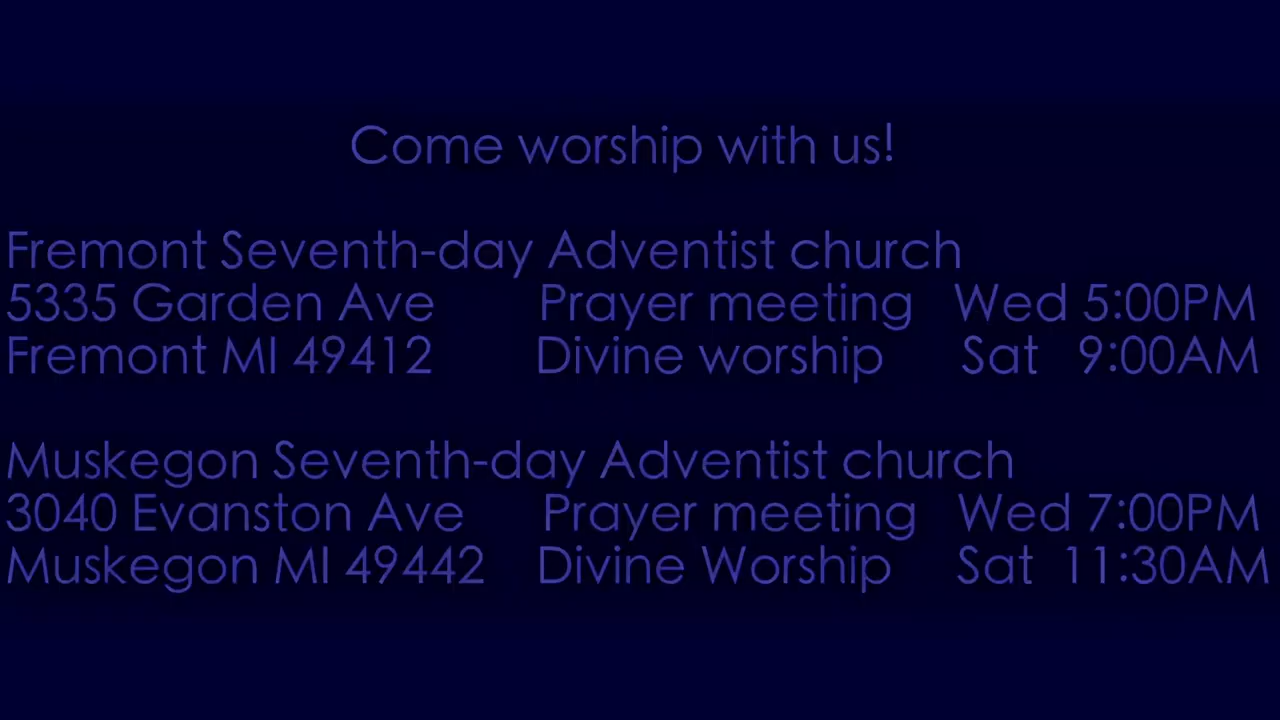 Come worship with us!
Fremont Seventh-day Adventist church
5335 Garden Ave Prayer meeting Wed 5:00PM
Fremont MI 49412 Divine worship Sat 9:00AM
Muskegon Seventh-day Adventist church
3040 Evanston Ave Prayer meeting Wed 7:00PM
Muskegon MI 49442 Divine Worship Sat 11:30AM